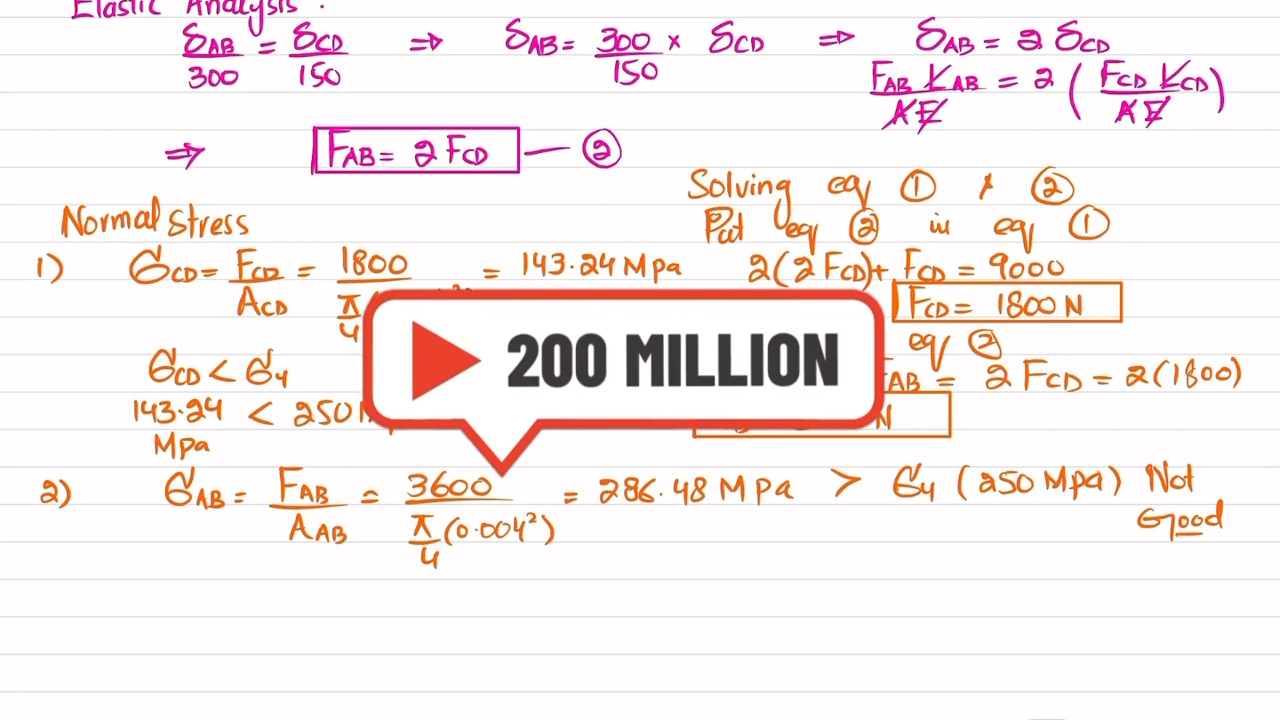 Elastic Analysis :
δAB/300 = δCD/150 ⇒ δAB = 300/150 × δCD ⇒ δAB = 2 δCD
FAB LAB/AE = 2 (FCD LCD/AE)
⇒ FAB = 2 FCD — ②
Solving eq ① & ②
Normal Stress
Put eq ② in eq ①
1) σCD = FCD/ACD = 1800/π/4 = 143.24 Mpa
2(2 FCD) + FCD = 9000
FCD = 1800 N
eq ②
200 MILLION
σCD < σy
FAB = 2 FCD = 2(1800)
143.24 Mpa < 250
N
2) σAB = FAB/AAB = 3600/π/4 (0.004²) = 286.48 MPa > σy (250 Mpa) Not
Good